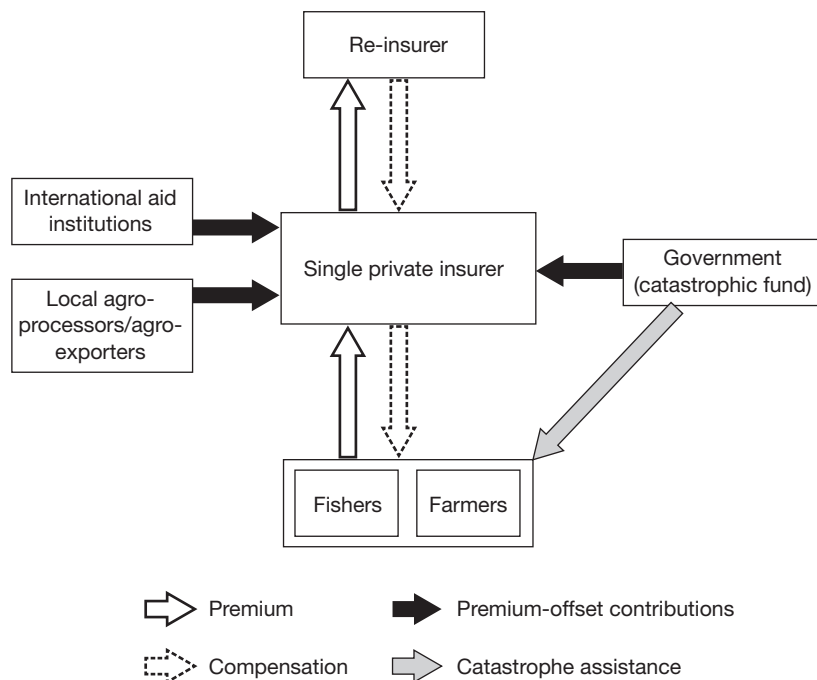 Re-insurer
International aid
institutions
Single private insurer
Government
(catastrophic fund)
Local agro-
processors/agro-
exporters
Fishers
Farmers
Premium
Premium-offset contributions
Compensation
Catastrophe assistance